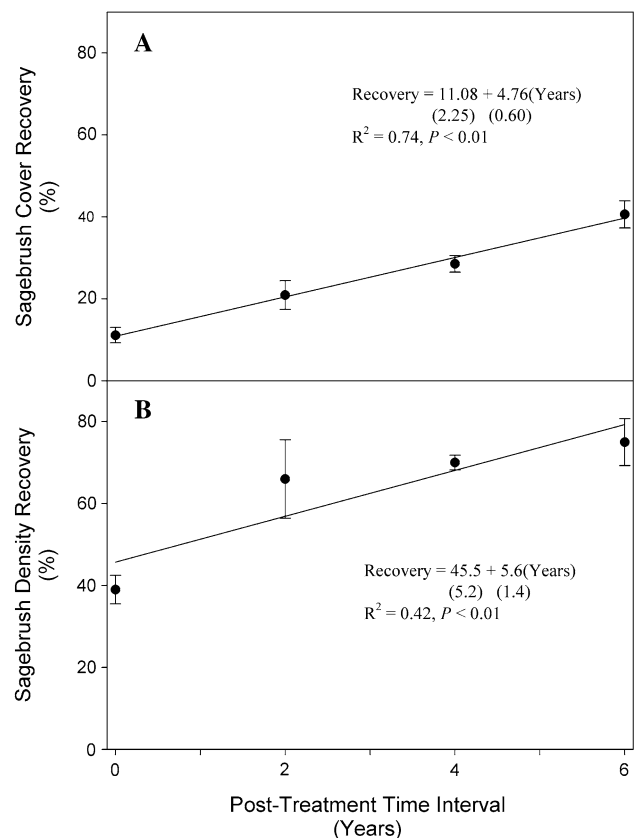 A
80
60
40
20
0
Sagebrush Cover Recovery
(%)
Recovery = 11.08 + 4.76(Years)
(2.25) (0.60)
R² = 0.74, P < 0.01
B
80
60
40
20
0
Sagebrush Density Recovery
(%)
Recovery = 45.5 + 5.6(Years)
(5.2) (1.4)
R² = 0.42, P < 0.01
0 2 4 6
Post-Treatment Time Interval
(Years)